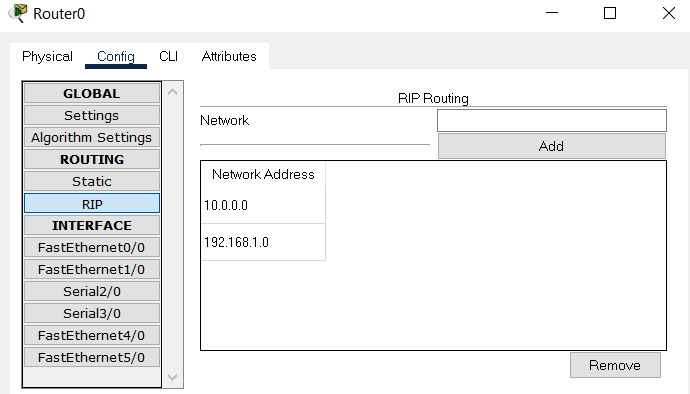 Router0
Physical Config CLI Attributes
GLOBAL
Settings
Algorithm Settings
ROUTING
Static
RIP
INTERFACE
FastEthernet0/0
FastEthernet1/0
Serial2/0
Serial3/0
FastEthernet4/0
FastEthernet5/0
RIP Routing
Network
Add
Network Address
10.0.0.0
192.168.1.0
Remove